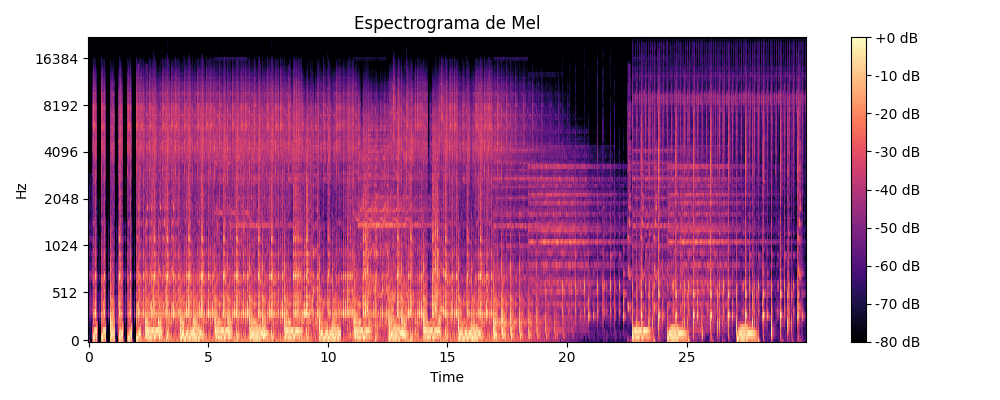 Espectrograma de Mel
Hz
16384
8192
4096
2048
1024
512
0
0 5 10 15 20 25
Time
+0 dB
-10 dB
-20 dB
-30 dB
-40 dB
-50 dB
-60 dB
-70 dB
-80 dB